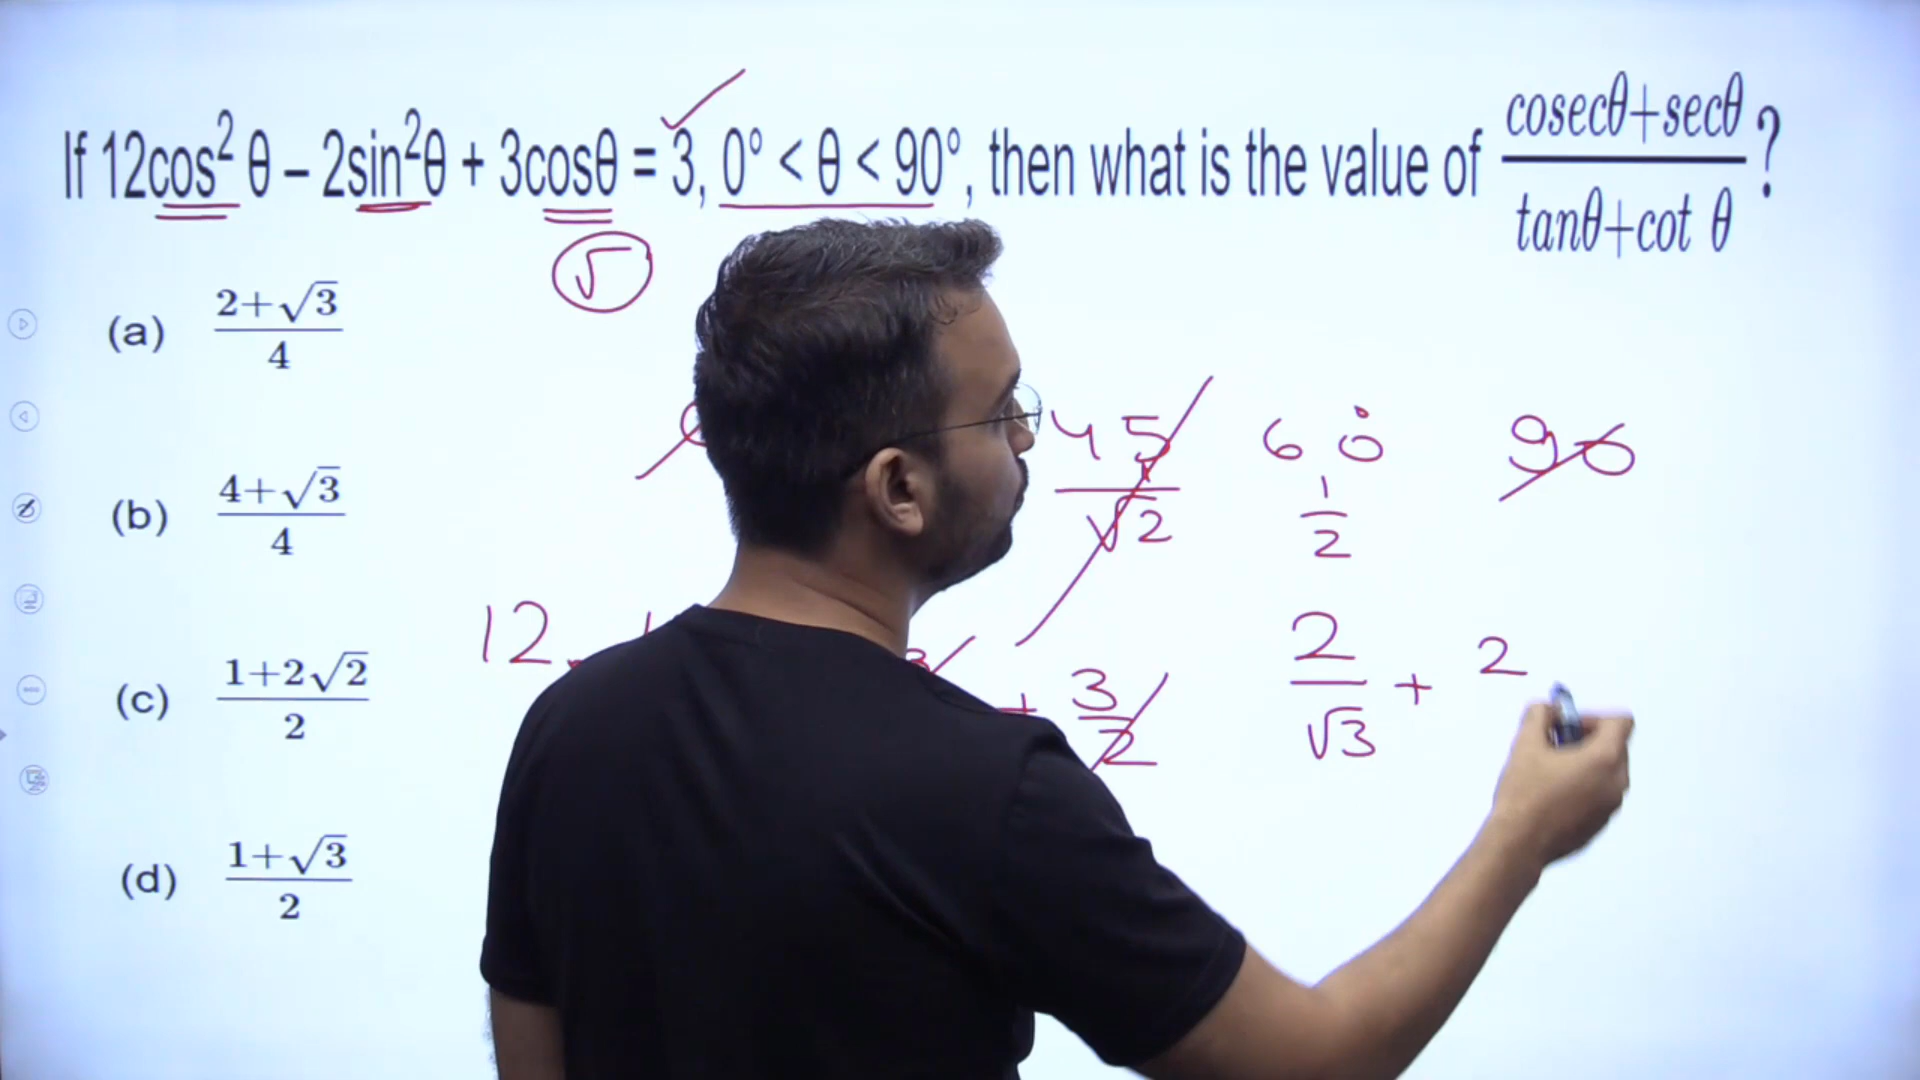 If 12cos² θ – 2sin²θ + 3cosθ = 3, 0° < θ < 90°, then what is the value of (cosecθ+secθ)/(tanθ+cot θ)?
√
(a) (2+√3)/4
45 60° 90
1/√2 1/2
(b) (4+√3)/4
12
(c) (1+2√2)/2
+ 3/2
2/√3 + 2
(d) (1+√3)/2